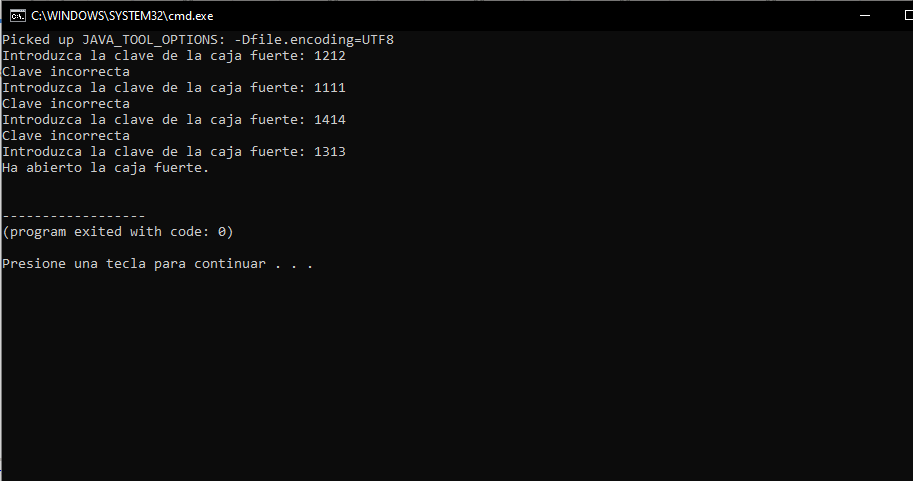 C:\WINDOWS\SYSTEM32\cmd.exe
Picked up JAVA_TOOL_OPTIONS: -Dfile.encoding=UTF8
Introduzca la clave de la caja fuerte: 1212
Clave incorrecta
Introduzca la clave de la caja fuerte: 1111
Clave incorrecta
Introduzca la clave de la caja fuerte: 1414
Clave incorrecta
Introduzca la clave de la caja fuerte: 1313
Ha abierto la caja fuerte.
------------------
(program exited with code: 0)
Presione una tecla para continuar . . .